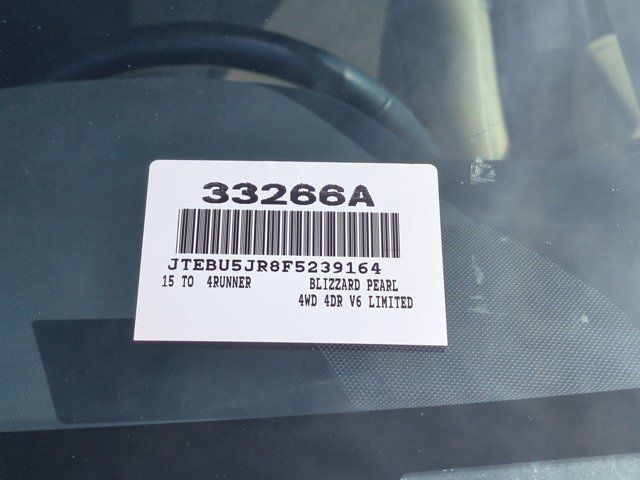 33266A
JTEBU5JR8F5239164
15 TO 4RUNNER BLIZZARD PEARL
4WD 4DR V6 LIMITED